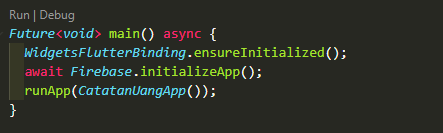 Run | Debug
Future<void> main() async {
  WidgetsFlutterBinding.ensureInitialized();
  await Firebase.initializeApp();
  runApp(CatatanUangApp());
}